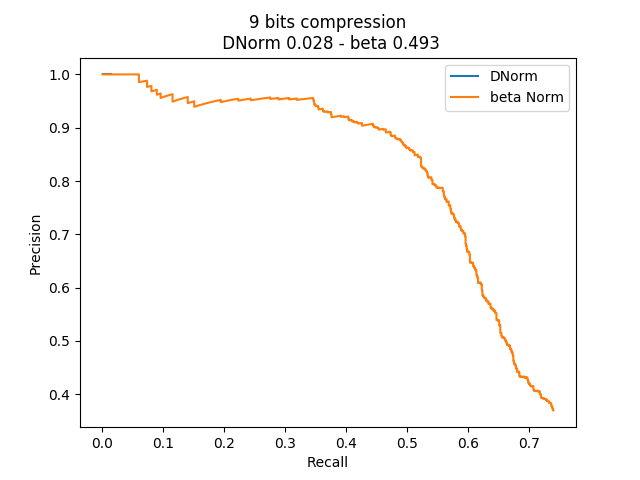 9 bits compression
DNorm 0.028 - beta 0.493
DNorm
beta Norm
Precision
1.0
0.9
0.8
0.7
0.6
0.5
0.4
0.0 0.1 0.2 0.3 0.4 0.5 0.6 0.7
Recall